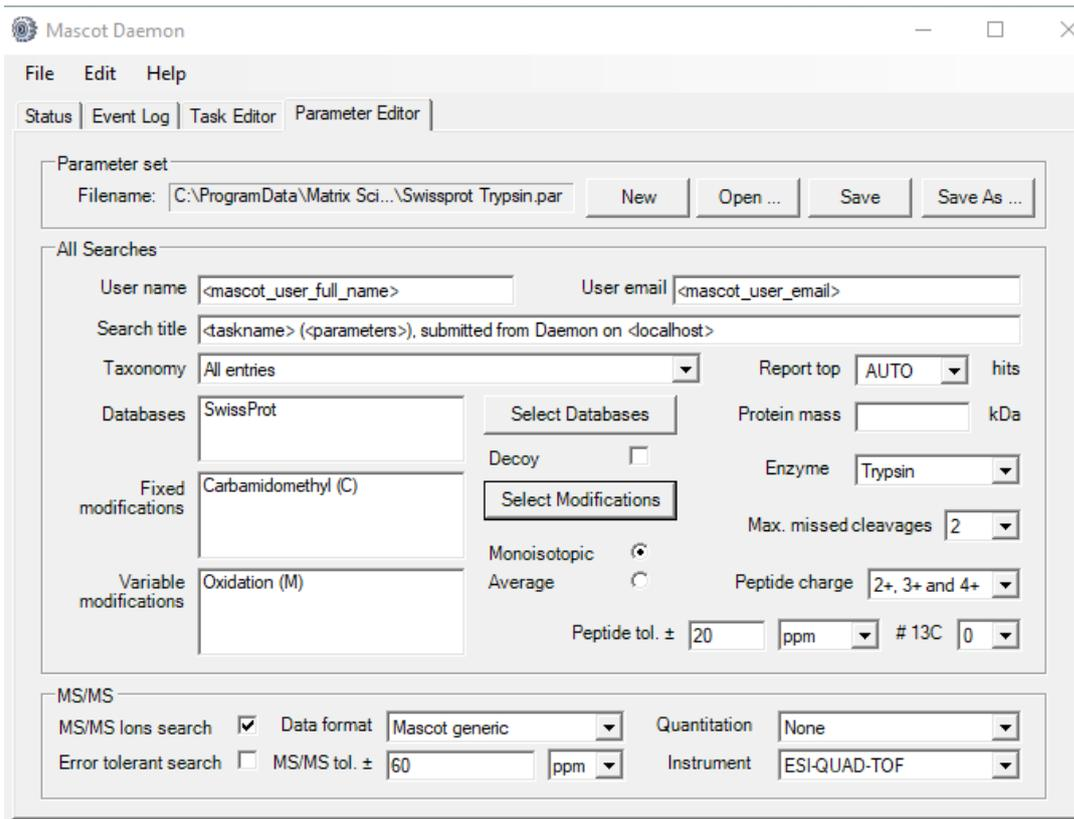 Mascot Daemon
File Edit Help
Status Event Log Task Editor Parameter Editor
Parameter set
Filename: C:\ProgramData\Matrix Sci...\Swissprot Trypsin.par New Open ... Save Save As ...
All Searches
User name <mascot_user_full_name> User email <mascot_user_email>
Search title <taskname> (<parameters>), submitted from Daemon on <localhost>
Taxonomy All entries Report top AUTO hits
Databases SwissProt Select Databases Protein mass kDa
Decoy Enzyme Trypsin
Fixed modifications Carbamidomethyl (C) Select Modifications
Max. missed cleavages 2
Monoisotopic
Variable modifications Oxidation (M) Average Peptide charge 2+, 3+ and 4+
Peptide tol. ± 20 ppm # 13C 0
MS/MS
MS/MS Ions search Data format Mascot generic Quantitation None
Error tolerant search MS/MS tol. ± 60 ppm Instrument ESI-QUAD-TOF